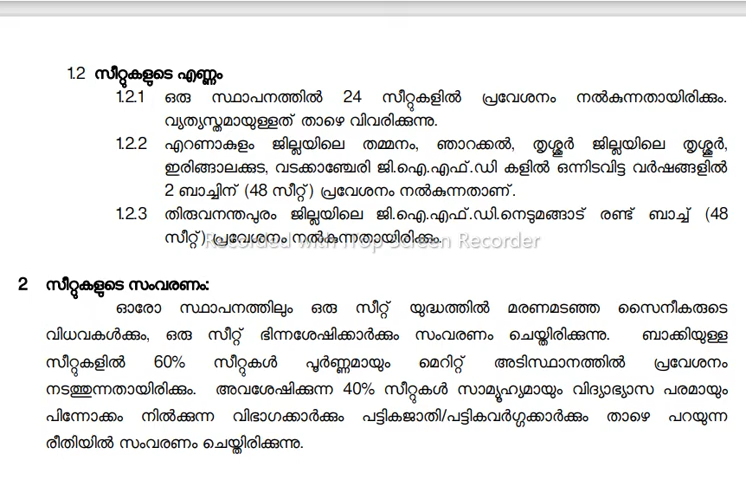 1.2 സീറ്റുകളുടെ എണ്ണം
1.2.1 ഒരു സ്ഥാപനത്തിൽ 24 സീറ്റുകളിൽ പ്രവേശനം നൽകുന്നതായിരിക്കും.
വ്യത്യസ്തമായുള്ളത് താഴെ വിവരിക്കുന്നു.
1.2.2 എറണാകുളം ജില്ലയിലെ തമ്മനം, ഞാറക്കൽ, തൃശ്ശൂർ ജില്ലയിലെ തൃശ്ശൂർ,
ഇരിങ്ങാലക്കുട, വടക്കാഞ്ചേരി ജി.ഐ.എഫ്.ഡി കളിൽ ഒന്നിടവിട്ട വർഷങ്ങളിൽ
2 ബാച്ചിന് (48 സീറ്റ്) പ്രവേശനം നൽകുന്നതാണ്.
1.2.3 തിരുവനന്തപുരം ജില്ലയിലെ ജി.ഐ.എഫ്.ഡി.നെടുമങ്ങാട് രണ്ട് ബാച്ച് (48
സീറ്റ്) പ്രവേശനം നൽകുന്നതായിരിക്കും.
Recorded with iTop Screen Recorder
2 സീറ്റുകളുടെ സംവരണം:
ഓരോ സ്ഥാപനത്തിലും ഒരു സീറ്റ് യുദ്ധത്തിൽ മരണമടഞ്ഞ സൈനീകരുടെ
വിധവകൾക്കും, ഒരു സീറ്റ് ഭിന്നശേഷിക്കാർക്കും സംവരണം ചെയ്തിരിക്കുന്നു. ബാക്കിയുള്ള
സീറ്റുകളിൽ 60% സീറ്റുകൾ പൂർണ്ണമായും മെറിറ്റ് അടിസ്ഥാനത്തിൽ പ്രവേശനം
നടത്തുന്നതായിരിക്കും. അവശേഷിക്കുന്ന 40% സീറ്റുകൾ സാമൂഹ്യമായും വിദ്യാഭ്യാസ പരമായും
പിന്നോക്കം നിൽക്കുന്ന വിഭാഗക്കാർക്കും പട്ടികജാതി/പട്ടികവർഗ്ഗക്കാർക്കും താഴെ പറയുന്ന
രീതിയിൽ സംവരണം ചെയ്തിരിക്കുന്നു.